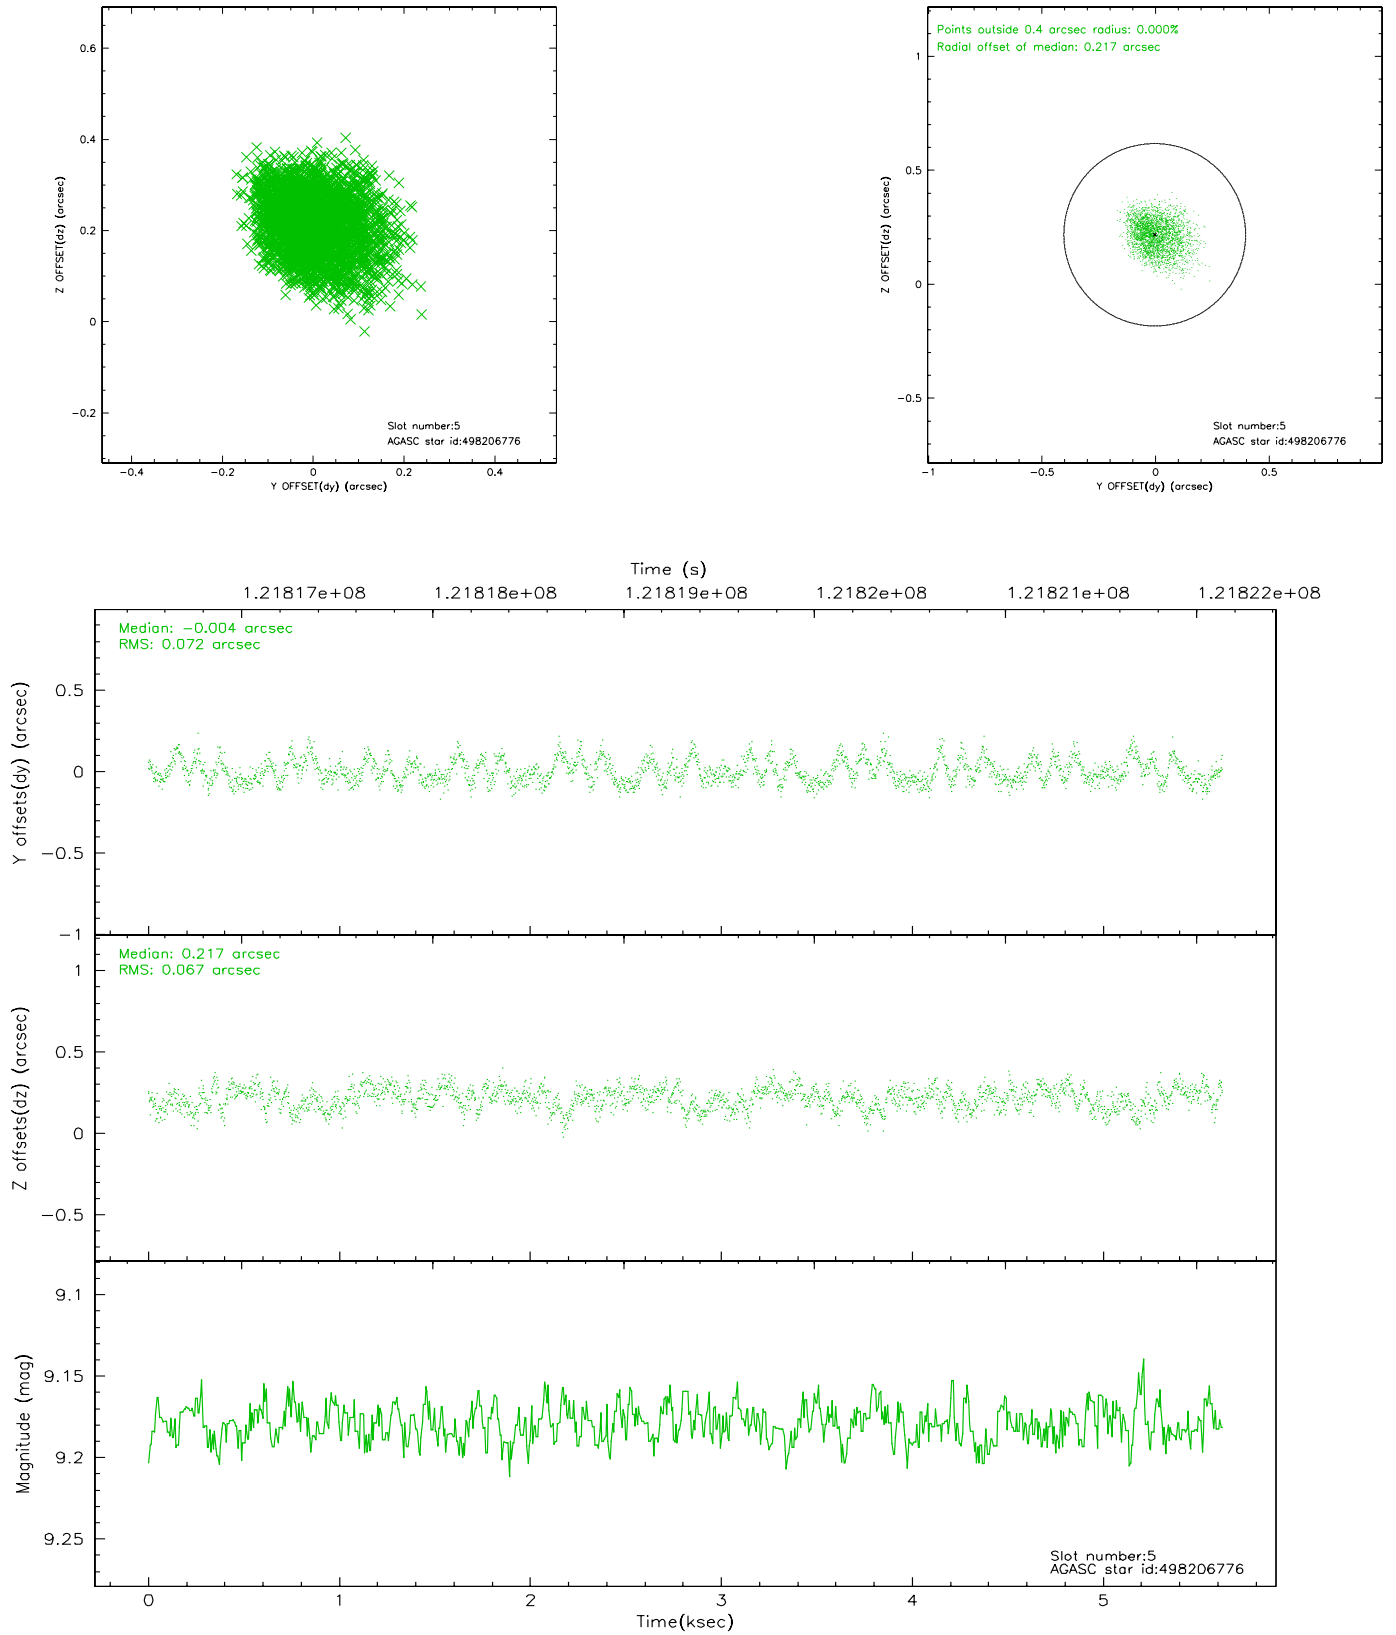 0.6
0.4
0.2
0
−0.2
Z OFFSET(dz) (arcsec)
Slot number:5
AGASC star id:498206776
−0.4 −0.2 0 0.2 0.4
Y OFFSET(dy) (arcsec)
Points outside 0.4 arcsec radius: 0.000%
Radial offset of median: 0.217 arcsec
1
0.5
0
−0.5
Z OFFSET(dz) (arcsec)
Slot number:5
AGASC star id:498206776
−1 −0.5 0 0.5
Y OFFSET(dy) (arcsec)
Time (s)
1.21817e+08 1.21818e+08 1.21819e+08 1.2182e+08 1.21821e+08 1.21822e+08
Median: −0.004 arcsec
RMS: 0.072 arcsec
0.5
0
−0.5
−1
Y offsets(dy) (arcsec)
Median: 0.217 arcsec
RMS: 0.067 arcsec
1
0.5
0
−0.5
Z offsets(dz) (arcsec)
9.1
9.15
9.2
9.25
Magnitude (mag)
Slot number:5
AGASC star id:498206776
0 1 2 3 4 5
Time(ksec)